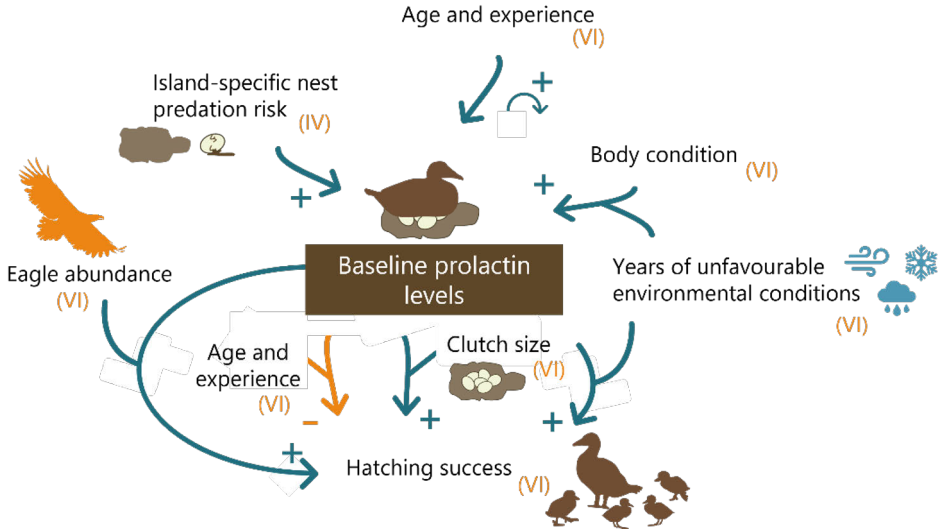 Age and experience
(VI)
+
Island-specific nest
predation risk
(IV)
+
Body condition
(VI)
+
Eagle abundance
(VI)
Baseline prolactin
levels
Years of unfavourable
environmental conditions
(VI)
Age and
experience
(VI)
Clutch size
(VI)
−
+
+
+
Hatching success
(VI)